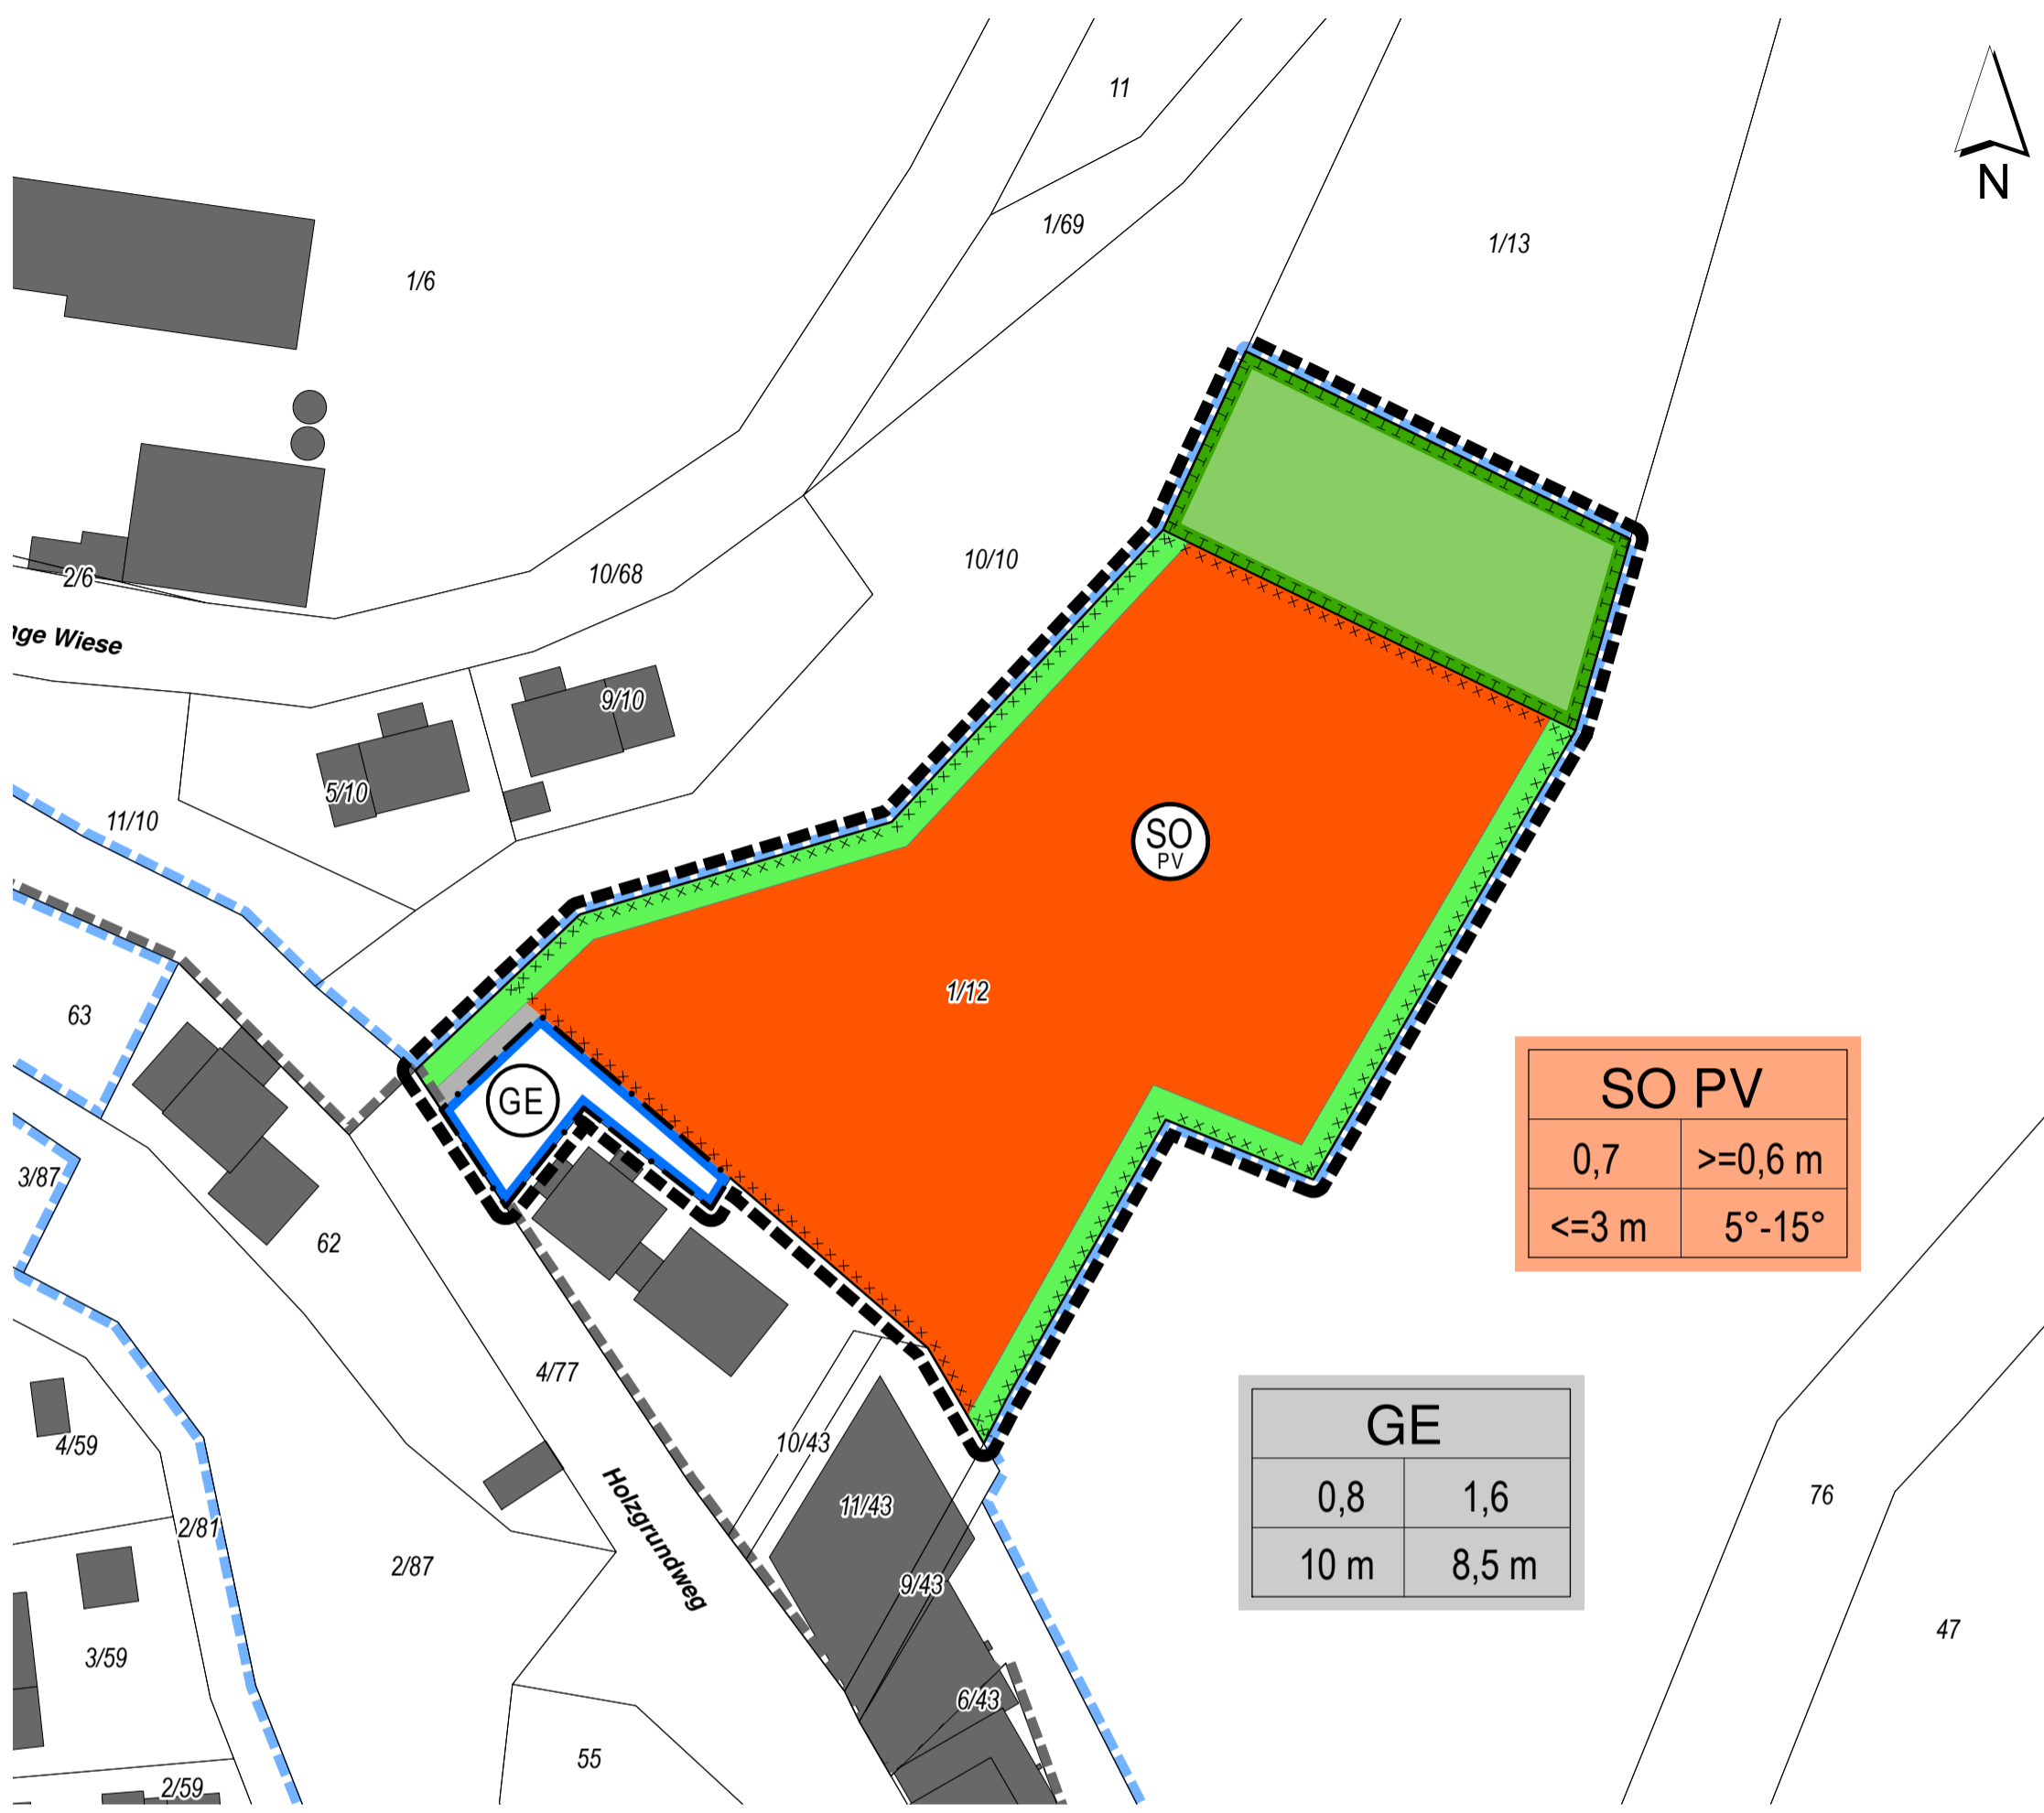 11
N
1/69
1/13
1/6
10/10
10/68
2/6
nge Wiese
9/10
5/10
11/10
SO
PV
1/12
63
GE
SO PV
0,7 >=0,6 m
<=3 m 5°-15°
3/87
62
4/77
GE
0,8 1,6
10 m 8,5 m
4/59
10/43
11/43
76
2/81
Holzgrundweg
2/87
9/43
47
3/59
6/43
55
2/59